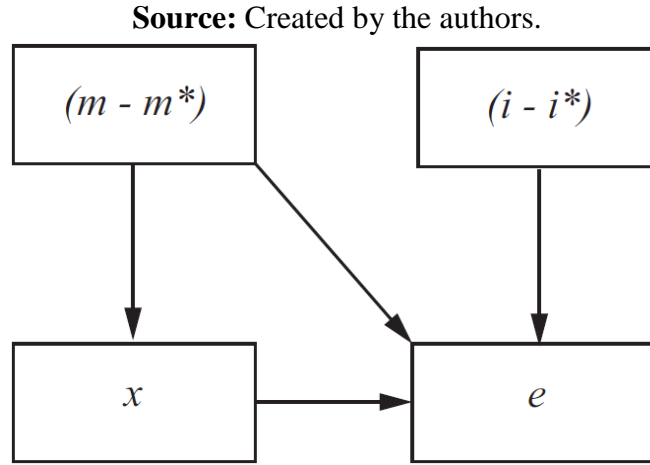 Source: Created by the authors.
(m - m*)
(i - i*)
x
e